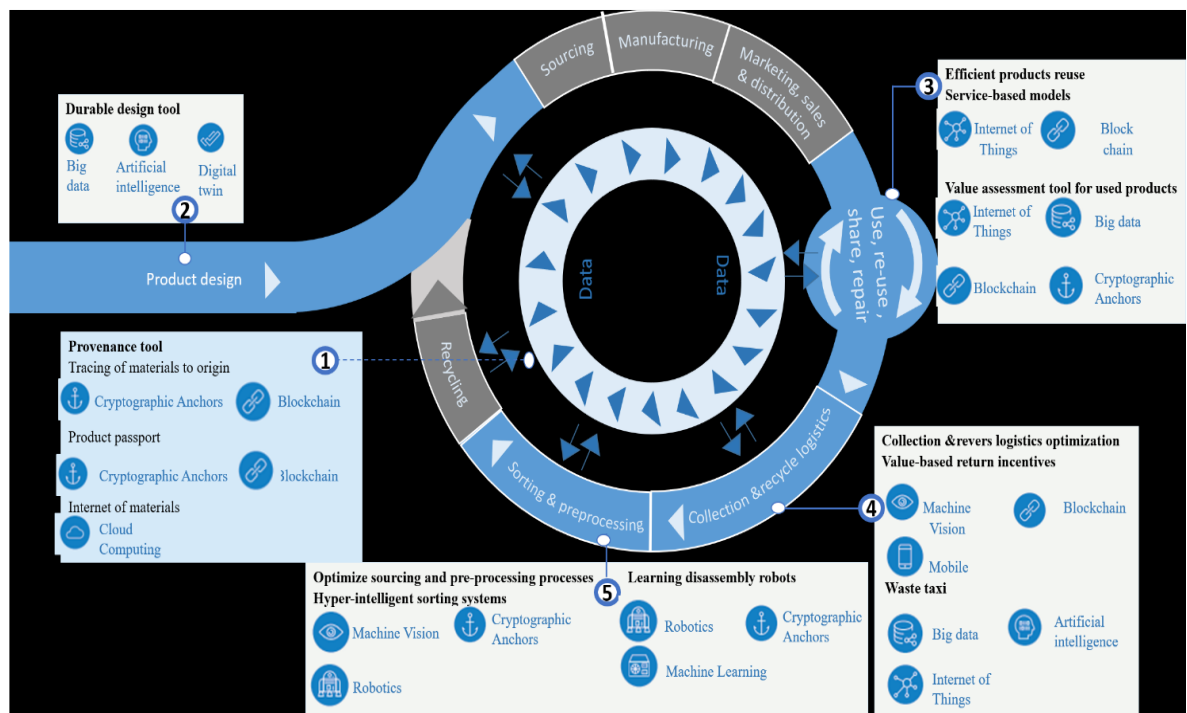 Sourcing
Manufacturing
Marketing, sales
& distribution
Use, re-use ,
share, repair
Collection &recycle logistics
Sorting & preprocessing
Recycling
Product design
Data
Data
2
Durable design tool
Big
data
Artificial
intelligence
Digital
twin
1
Provenance tool
Tracing of materials to origin
Cryptographic Anchors
Blockchain
Product passport
Cryptographic Anchors
Blockchain
Internet of materials
Cloud
Computing
3
Efficient products reuse
Service-based models
Internet of
Things
Block
chain
Value assessment tool for used products
Internet of
Things
Big data
Blockchain
Cryptographic
Anchors
4
Collection &revers logistics optimization
Value-based return incentives
Machine
Vision
Blockchain
Mobile
Waste taxi
Big data
Artificial
intelligence
Internet of
Things
5
Optimize sourcing and pre-processing processes
Hyper-intelligent sorting systems
Machine Vision
Cryptographic
Anchors
Robotics
Learning disassembly robots
Robotics
Cryptographic
Anchors
Machine Learning